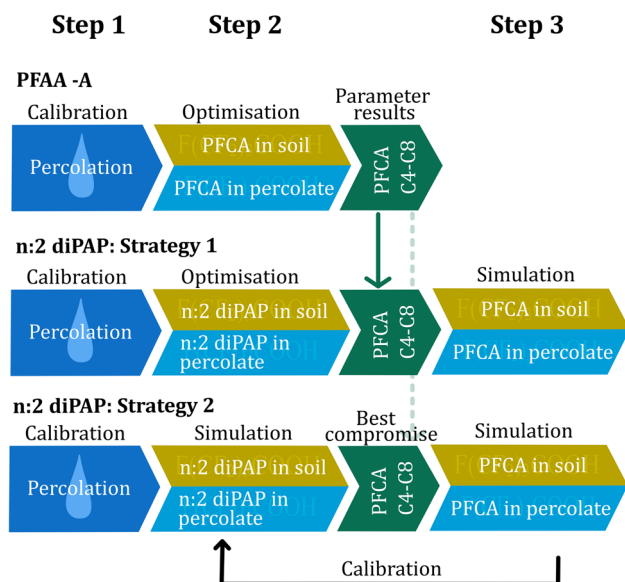 Step 1
Step 2
Step 3
PFAA -A
Calibration
Optimisation
Parameter
results
Percolation
PFCA in soil
PFCA in percolate
PFCA
C4-C8
n:2 diPAP: Strategy 1
Calibration
Optimisation
Simulation
Percolation
n:2 diPAP in soil
n:2 diPAP in
percolate
PFCA
C4-C8
PFCA in soil
PFCA in percolate
n:2 diPAP: Strategy 2
Calibration
Simulation
Best
compromise
Simulation
Percolation
n:2 diPAP in soil
n:2 diPAP in
percolate
PFCA
C4-C8
PFCA in soil
PFCA in percolate
Calibration